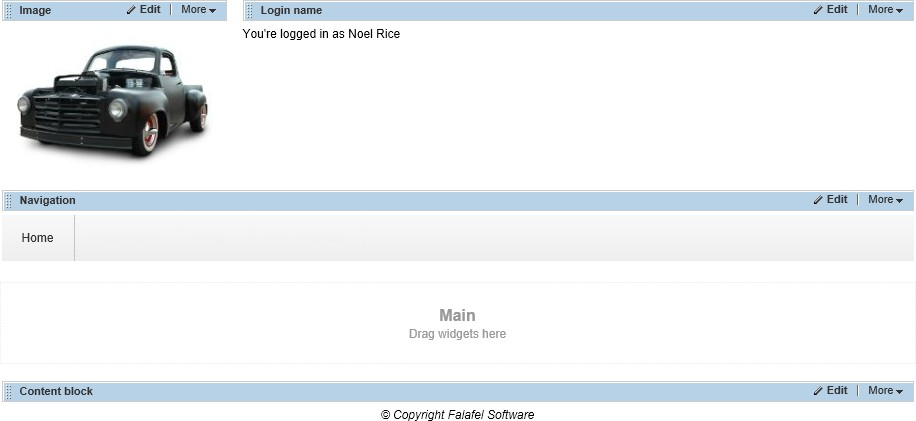 Image Edit More
Login name Edit More
You're logged in as Noel Rice
Navigation Edit More
Home
Main
Drag widgets here
Content block Edit More
© Copyright Falafel Software